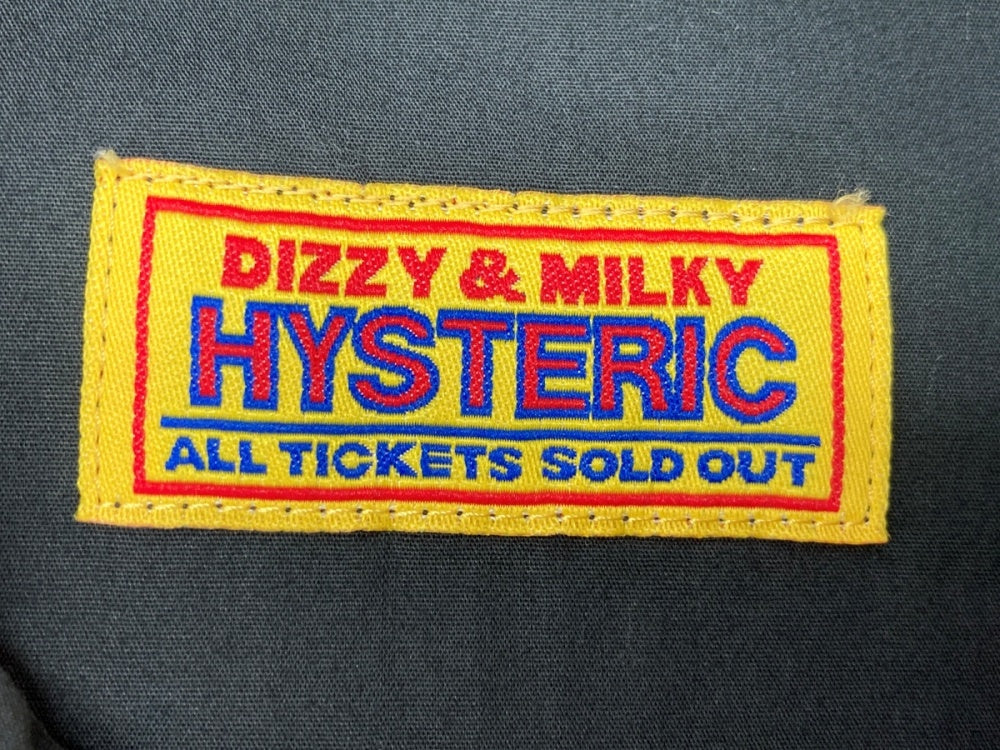 DIZZY & MILKY
HYSTERIC
ALL TICKETS SOLD OUT